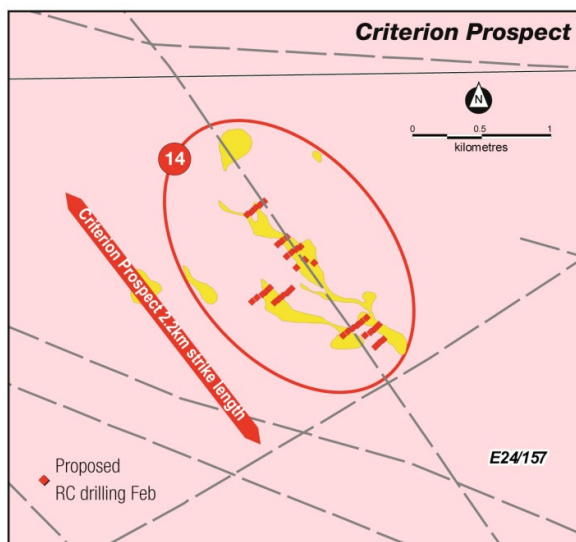 Criterion Prospect
N
0 0.5 1
kilometres
14
Criterion Prospect 2.2km strike length
E24/157
Proposed
RC drilling Feb